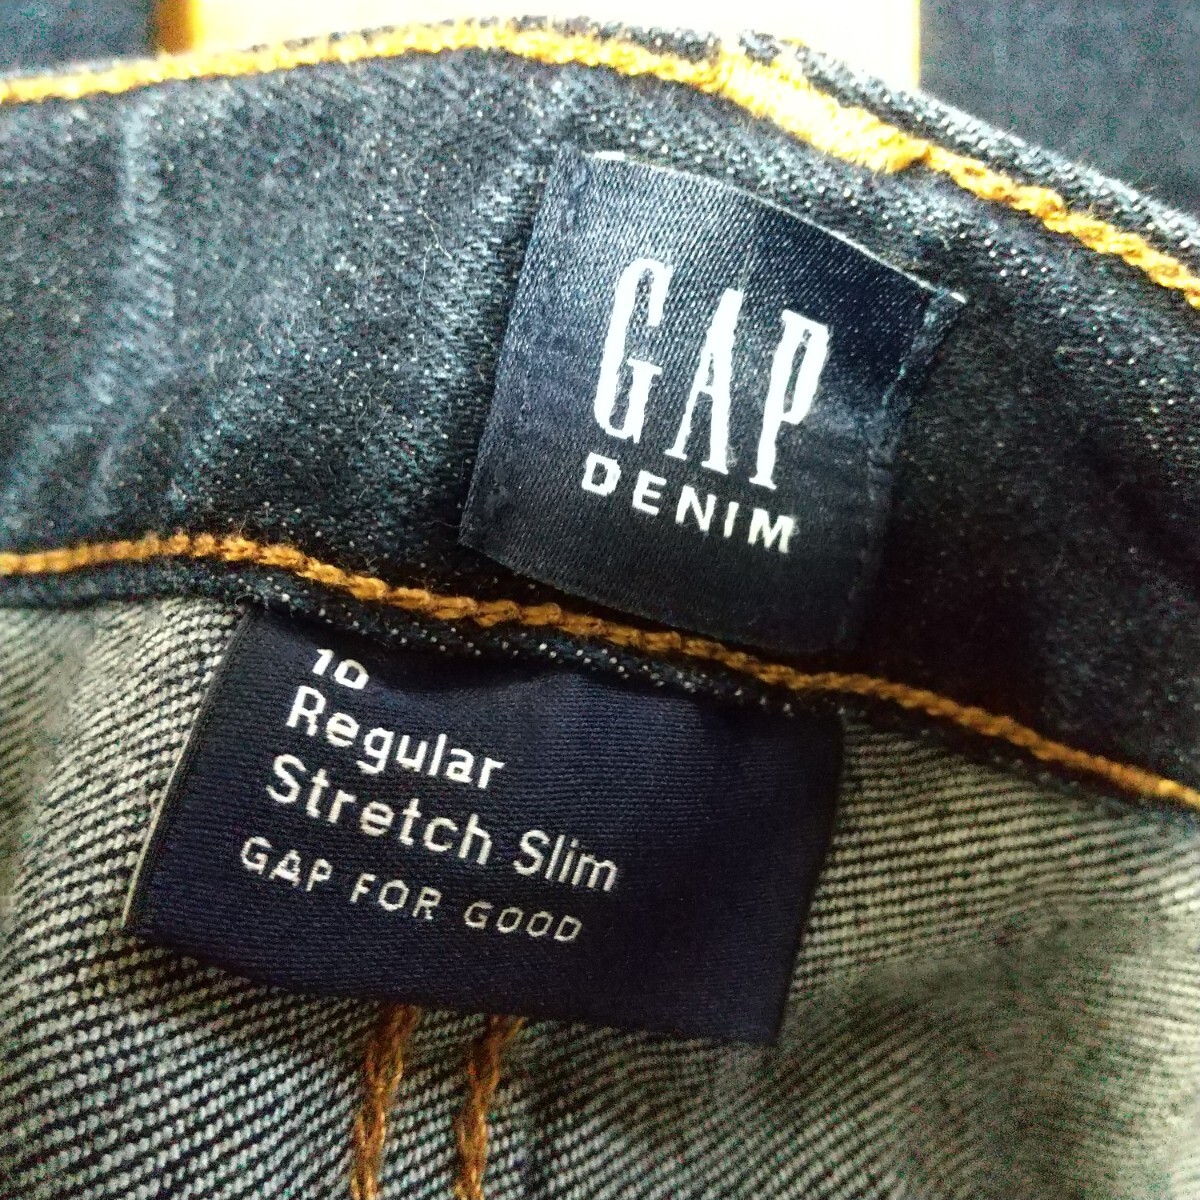 GAP
DENIM
10
Regular
Stretch Slim
GAP FOR GOOD